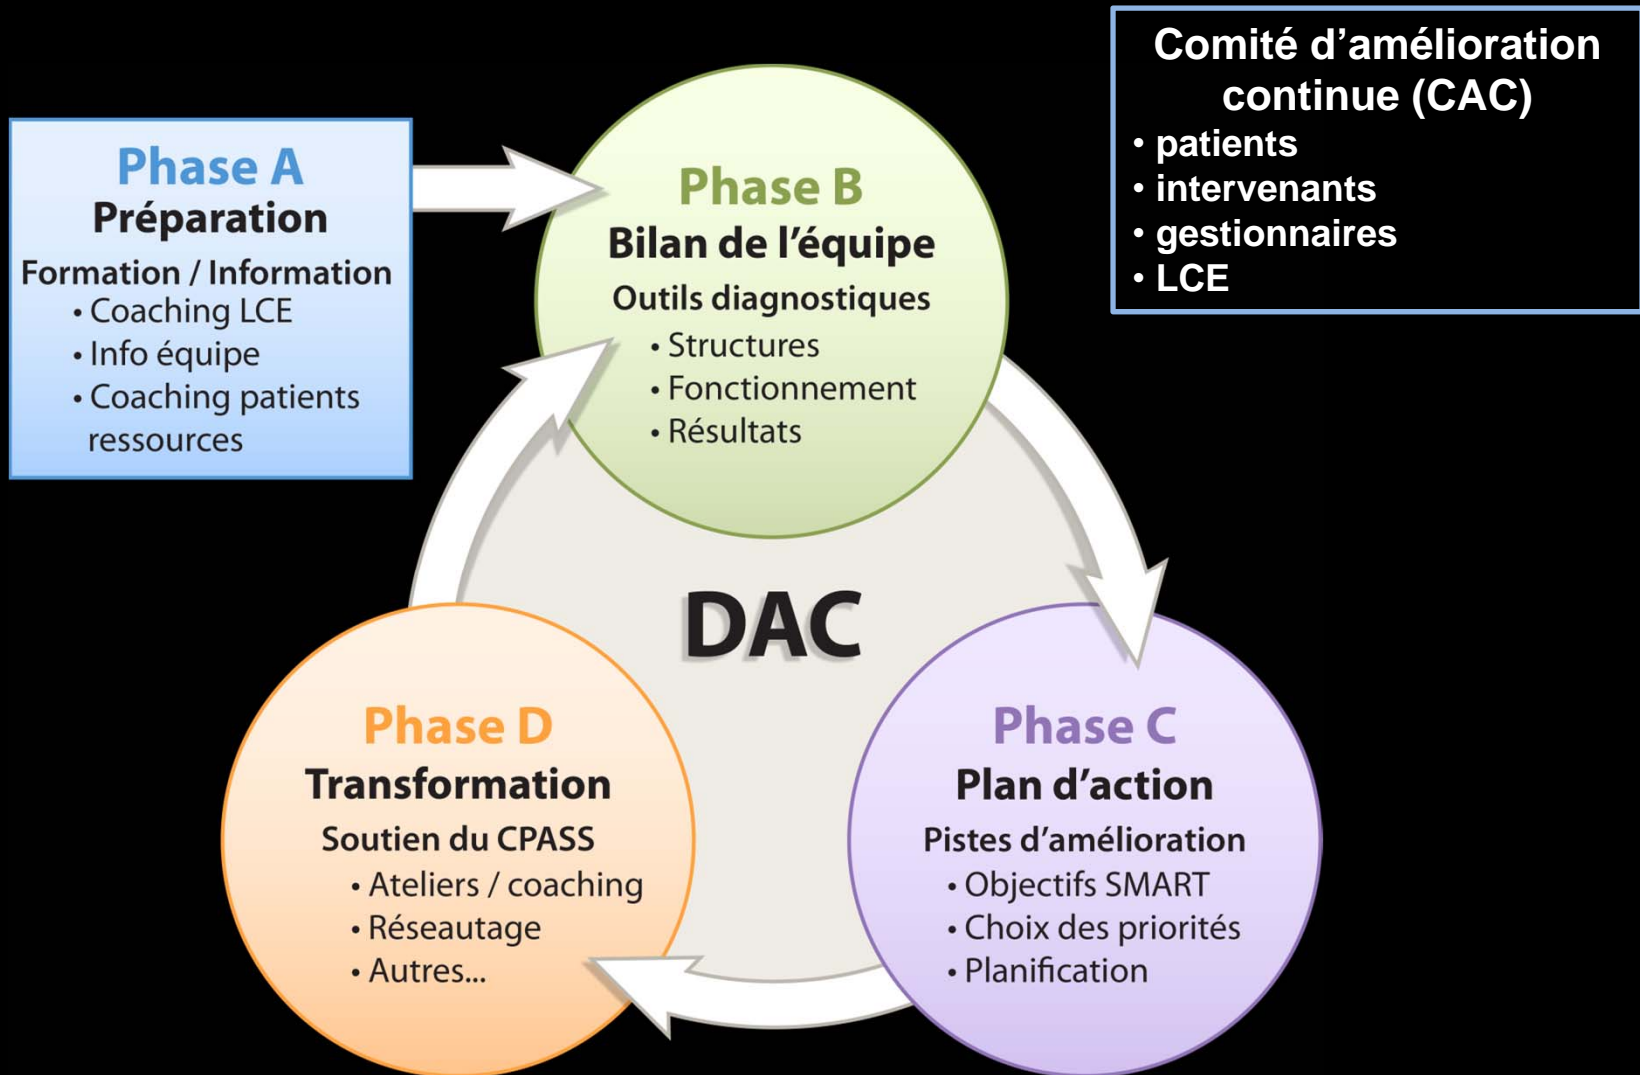 Comité d’amélioration
continue (CAC)
• patients
• intervenants
• gestionnaires
• LCE
Phase A
Préparation
Formation / Information
• Coaching LCE
• Info équipe
• Coaching patients
ressources
Phase B
Bilan de l’équipe
Outils diagnostiques
• Structures
• Fonctionnement
• Résultats
DAC
Phase C
Plan d’action
Pistes d’amélioration
• Objectifs SMART
• Choix des priorités
• Planification
Phase D
Transformation
Soutien du CPASS
• Ateliers / coaching
• Réseautage
• Autres...